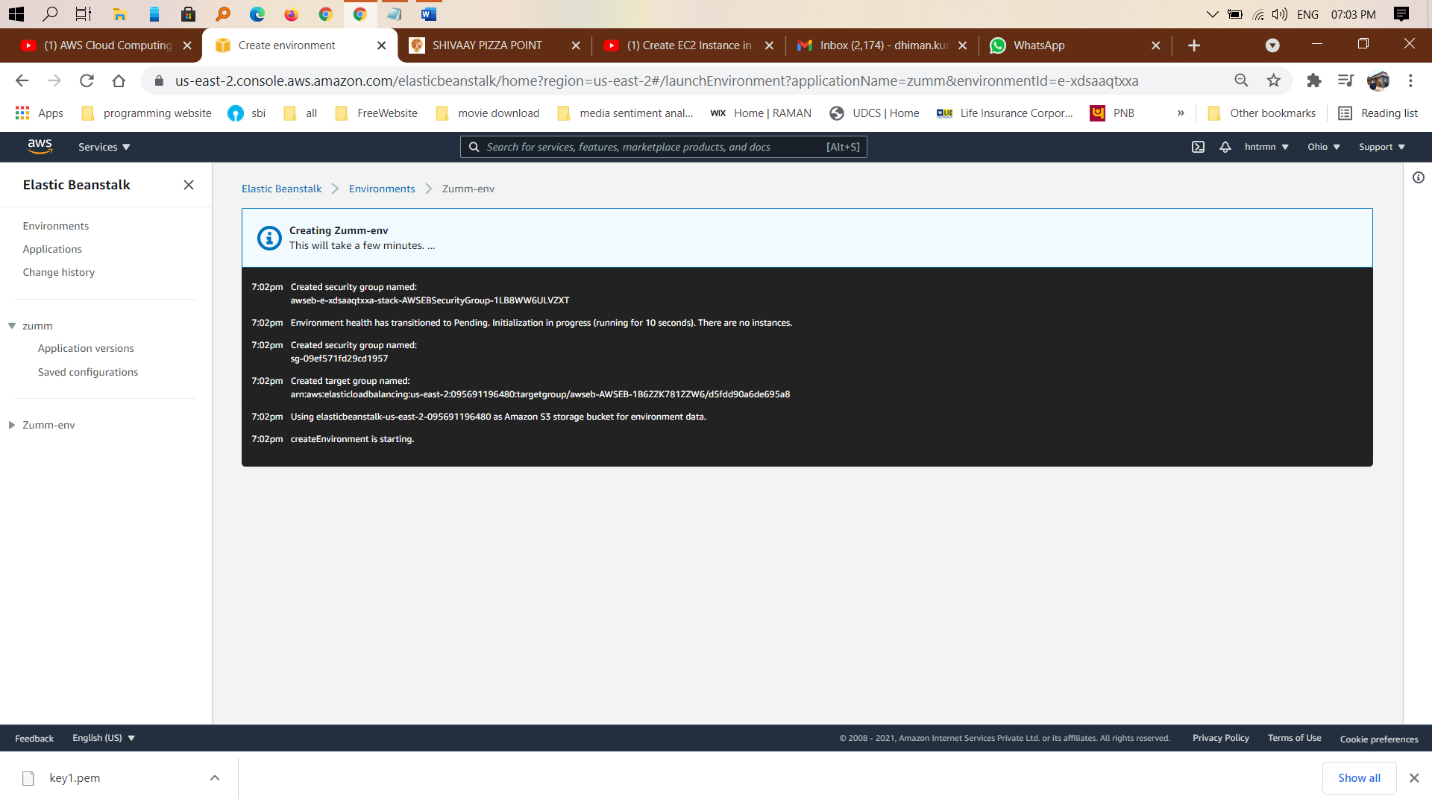 ENG 07:03 PM
(1) AWS Cloud Computing
Create environment
SHIVAAY PIZZA POINT
(1) Create EC2 Instance in
Inbox (2,174) - dhiman.ku
WhatsApp
us-east-2.console.aws.amazon.com/elasticbeanstalk/home?region=us-east-2#/launchEnvironment?applicationName=zumm&environmentId=e-xdsaaqtxxa
Apps programming website sbi all FreeWebsite movie download media sentiment anal... WIX Home | RAMAN UDCS | Home LIC Life Insurance Corpor... PNB » Other bookmarks Reading list
aws Services Search for services, features, marketplace products, and docs [Alt+S] hntrmn Ohio Support
Elastic Beanstalk
Environments
Applications
Change history
zumm
Application versions
Saved configurations
Zumm-env
Elastic Beanstalk Environments Zumm-env
Creating Zumm-env
This will take a few minutes. ...
7:02pm Created security group named:
awseb-e-xdsaaqtxxa-stack-AWSEBSecurityGroup-1LB8WW6ULVZXT
7:02pm Environment health has transitioned to Pending. Initialization in progress (running for 10 seconds). There are no instances.
7:02pm Created security group named:
sg-09ef571fd29cd1957
7:02pm Created target group named:
arn:aws:elasticloadbalancing:us-east-2:095691196480:targetgroup/awseb-AWSEB-1B6ZZK781ZZW6/d5fdd90a6de695a8
7:02pm Using elasticbeanstalk-us-east-2-095691196480 as Amazon S3 storage bucket for environment data.
7:02pm createEnvironment is starting.
Feedback English (US) © 2008 - 2021, Amazon Internet Services Private Ltd. or its affiliates. All rights reserved. Privacy Policy Terms of Use Cookie preferences
key1.pem Show all